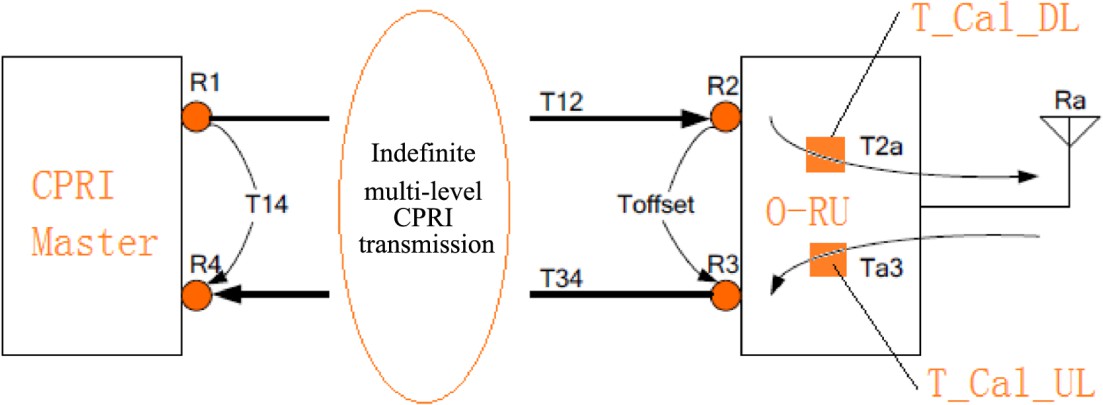 T_Cal_DL
R1
R2
T12
Ra
CPRI
Master
T14
Indefinite
multi-level
CPRI
transmission
Toffset
T2a
O-RU
R4
R3
T34
Ta3
T_Cal_UL